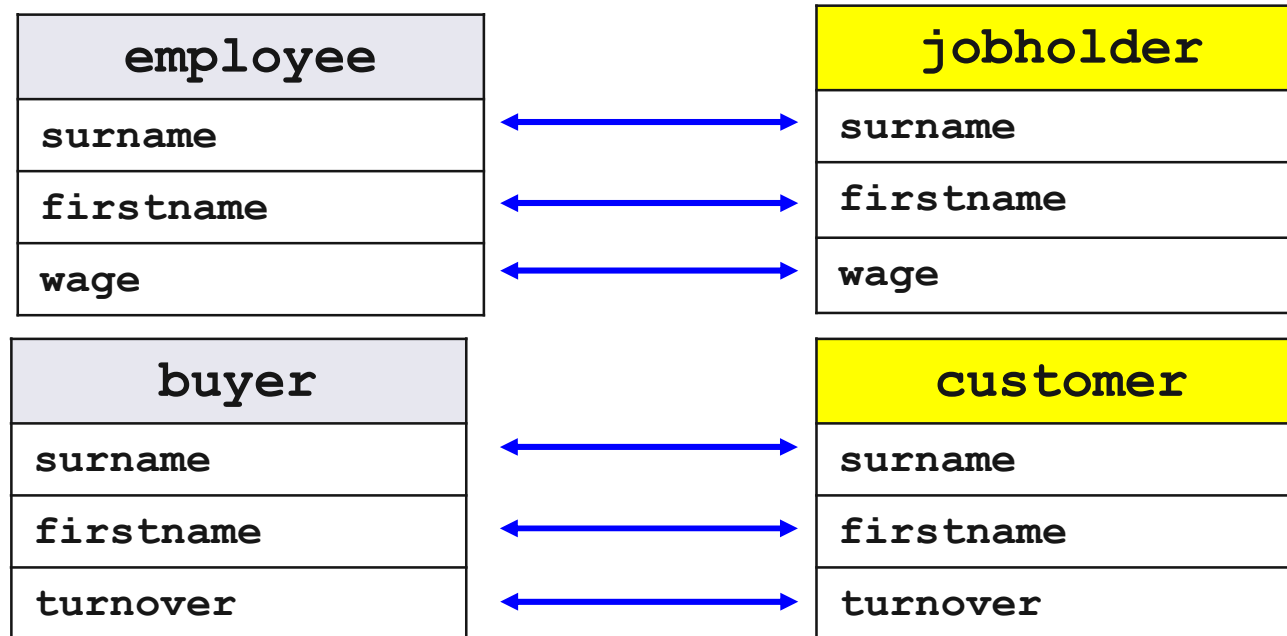 employee
surname
firstname
wage
jobholder
surname
firstname
wage
buyer
surname
firstname
turnover
customer
surname
firstname
turnover